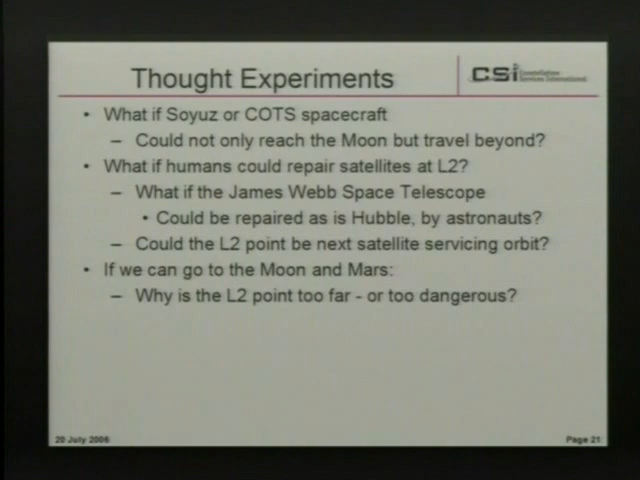 Thought Experiments
CSi Constellation
Services International
• What if Soyuz or COTS spacecraft
– Could not only reach the Moon but travel beyond?
• What if humans could repair satellites at L2?
– What if the James Webb Space Telescope
• Could be repaired as is Hubble, by astronauts?
– Could the L2 point be next satellite servicing orbit?
• If we can go to the Moon and Mars:
– Why is the L2 point too far - or too dangerous?
20 July 2006
Page 21